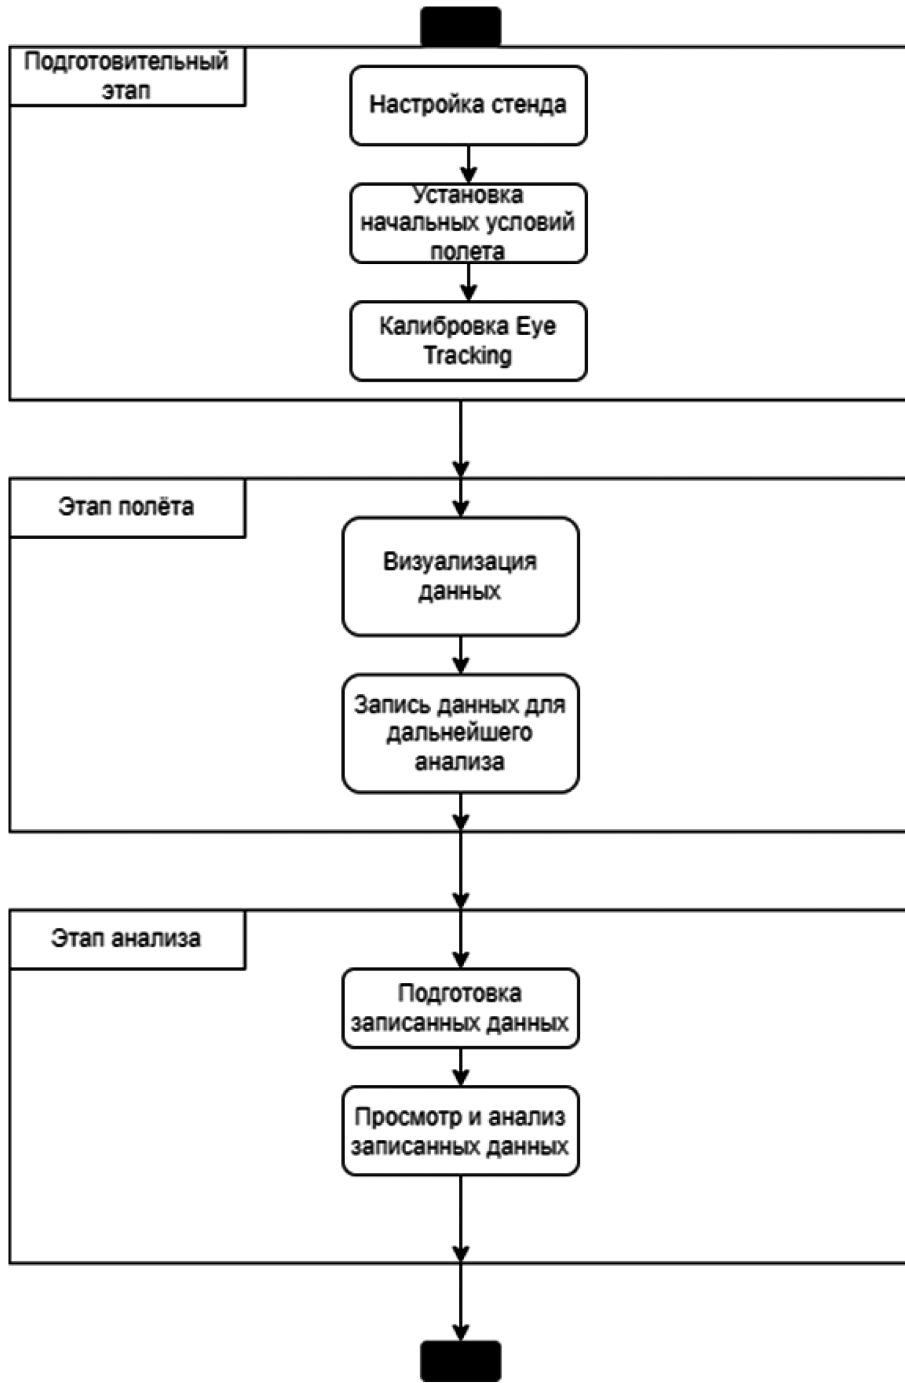 Подготовительный
этап
Настройка стенда
Установка
начальных условий
полета
Калибровка Eye
Tracking
Этап полёта
Визуализация
данных
Запись данных для
дальнейшего
анализа
Этап анализа
Подготовка
записанных данных
Просмотр и анализ
записанных данных